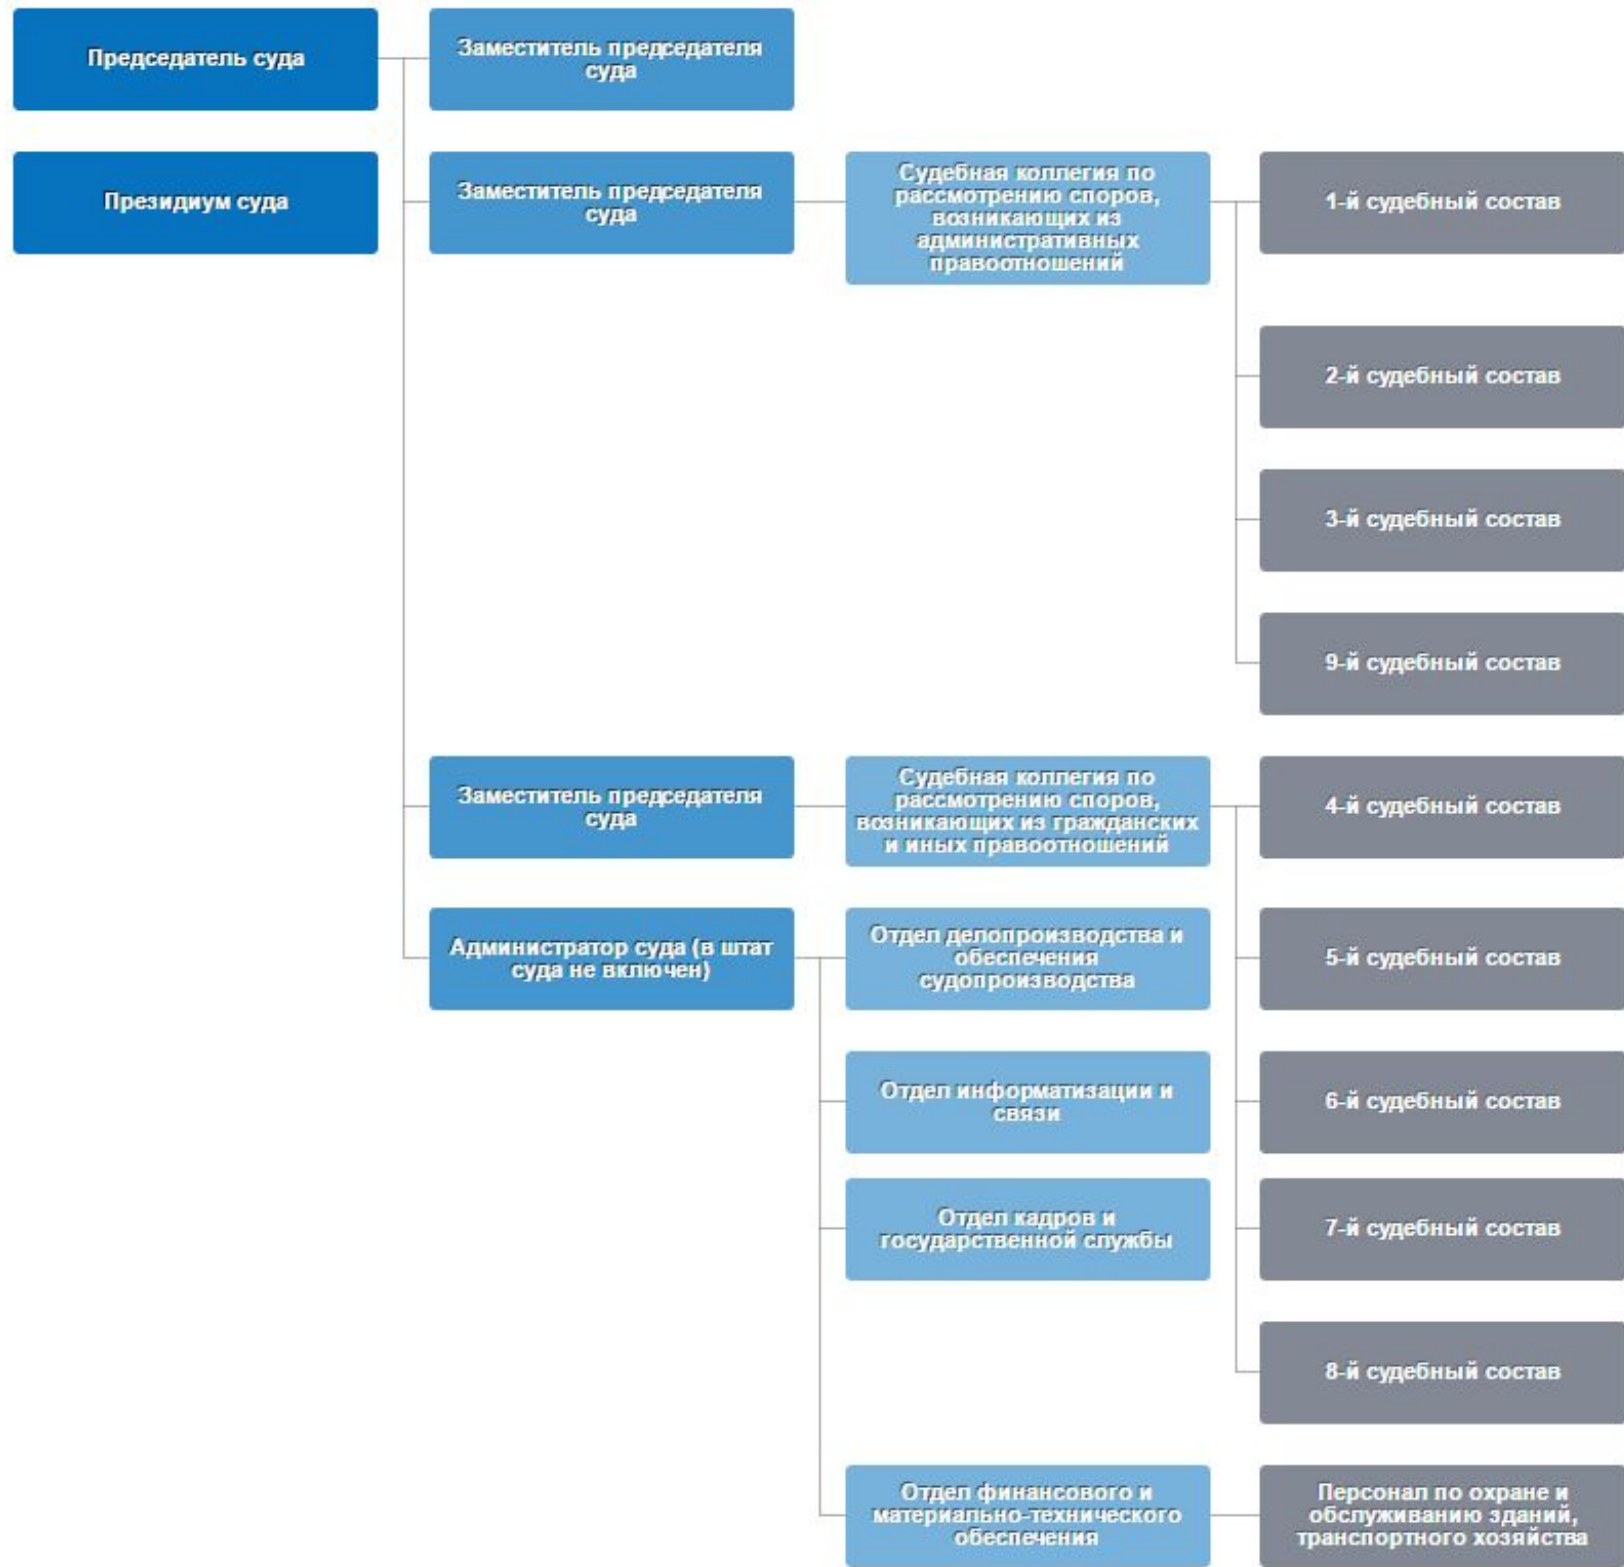 Председатель суда
Заместитель председателя
суда
Президиум суда
Заместитель председателя
суда
Судебная коллегия по
рассмотрению споров,
возникающих из
административных
правоотношений
1-й судебный состав
2-й судебный состав
3-й судебный состав
9-й судебный состав
Заместитель председателя
суда
Судебная коллегия по
рассмотрению споров,
возникающих из гражданских
и иных правоотношений
4-й судебный состав
Администратор суда (в штат
суда не включен)
Отдел делопроизводства и
обеспечения
судопроизводства
5-й судебный состав
Отдел информатизации и
связи
6-й судебный состав
Отдел кадров и
государственной службы
7-й судебный состав
8-й судебный состав
Отдел финансового и
материально-технического
обеспечения
Персонал по охране и
обслуживанию зданий,
транспортного хозяйства